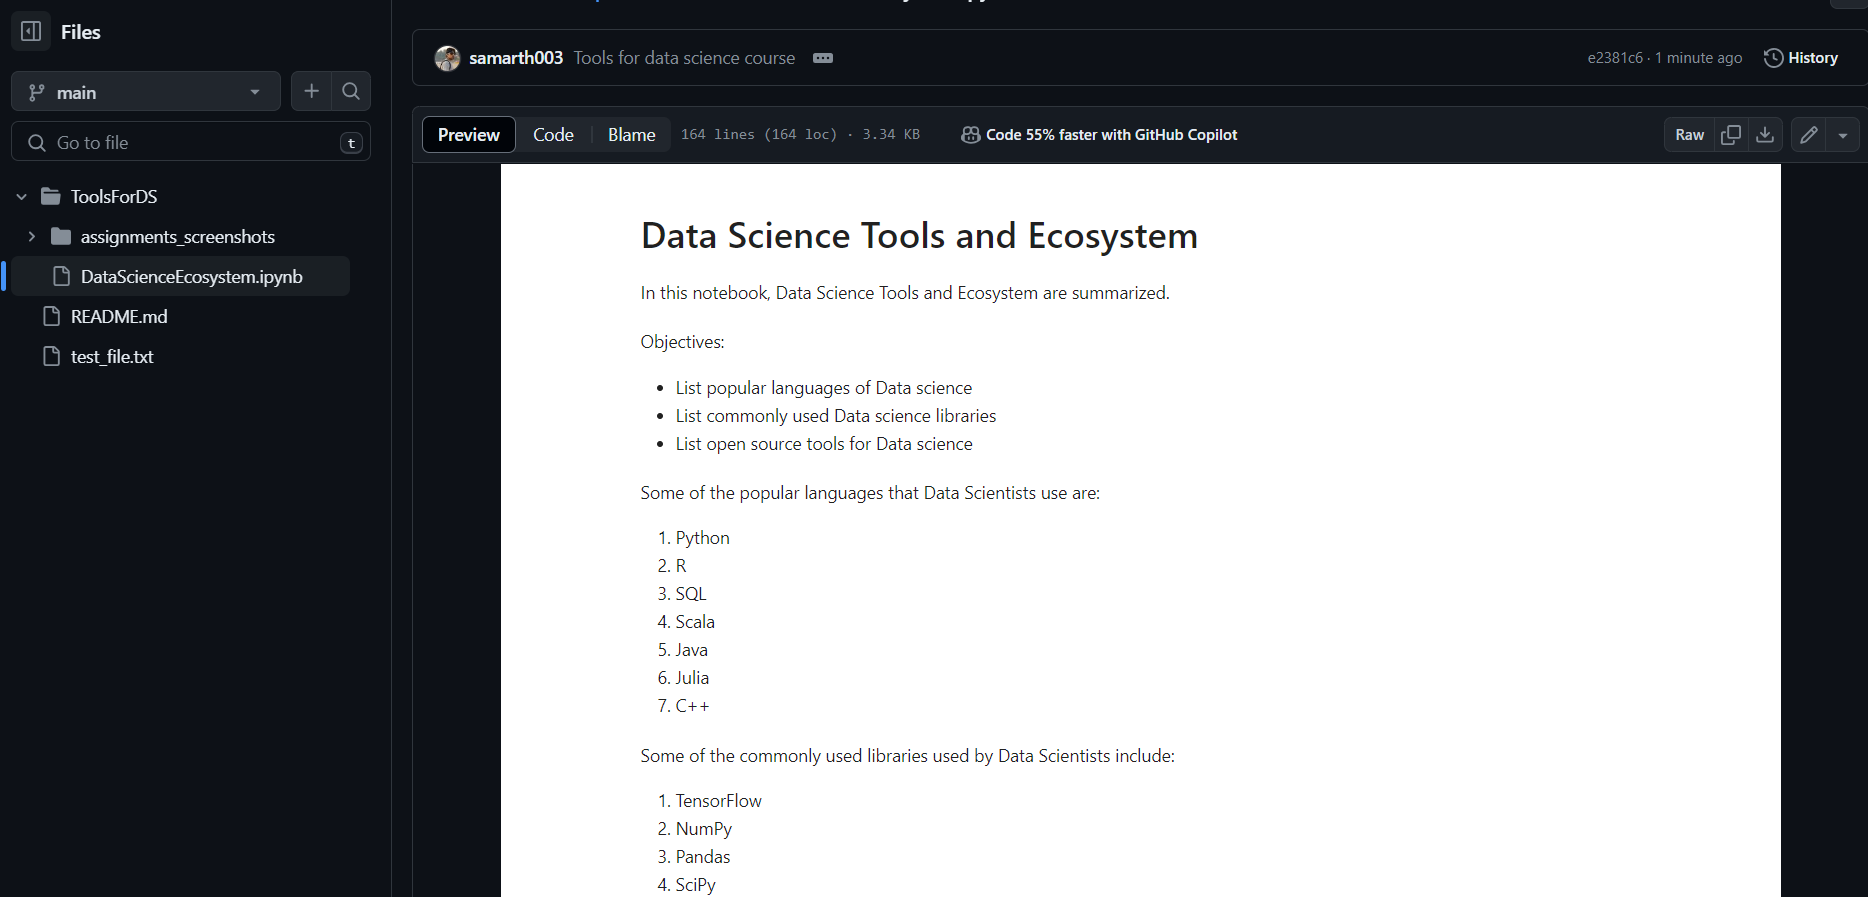 Files
main
Go to file
t
ToolsForDS
assignments_screenshots
DataScienceEcosystem.ipynb
README.md
test_file.txt
samarth003 Tools for data science course
e2381c6 · 1 minute ago
History
Preview
Code
Blame
164 lines (164 loc) · 3.34 KB
Code 55% faster with GitHub Copilot
Raw
Data Science Tools and Ecosystem
In this notebook, Data Science Tools and Ecosystem are summarized.
Objectives:
• List popular languages of Data science
• List commonly used Data science libraries
• List open source tools for Data science
Some of the popular languages that Data Scientists use are:
1. Python
2. R
3. SQL
4. Scala
5. Java
6. Julia
7. C++
Some of the commonly used libraries used by Data Scientists include:
1. TensorFlow
2. NumPy
3. Pandas
4. SciPy